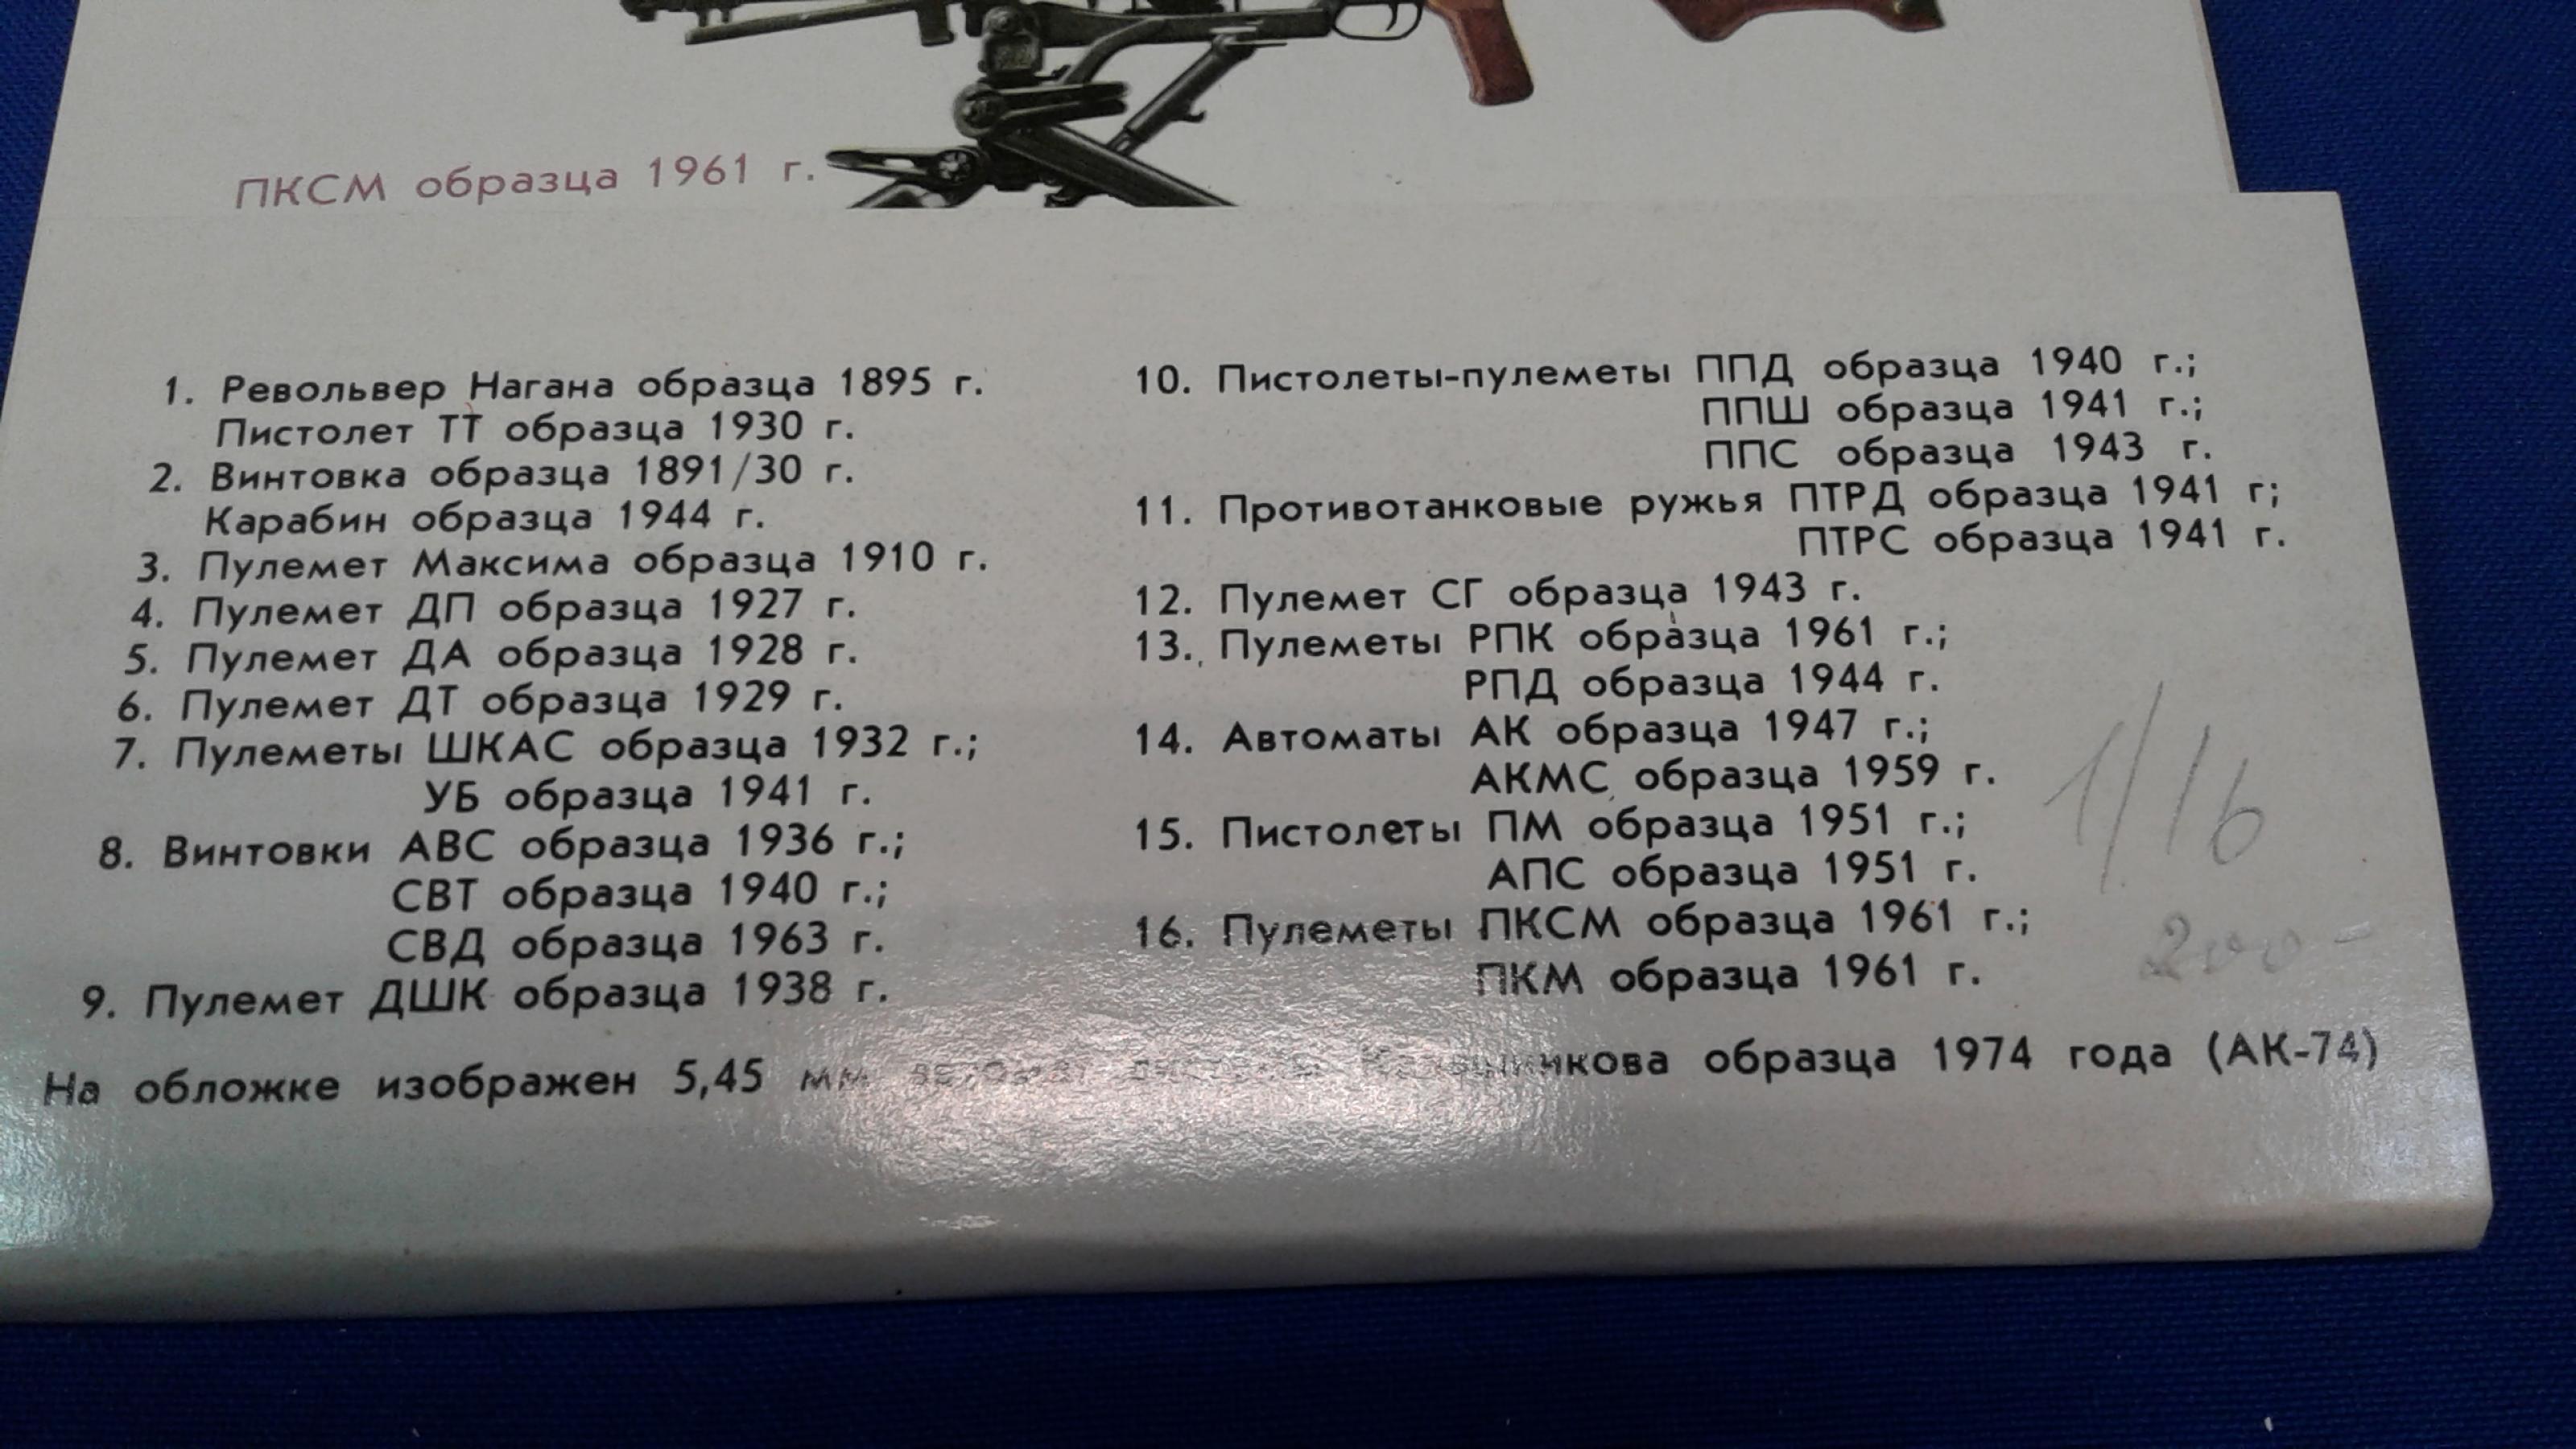 ПКСМ образца 1961 г.
1. Револьвер Нагана образца 1895 г.
Пистолет ТТ образца 1930 г.
2. Винтовка образца 1891/30 г.
Карабин образца 1944 г.
3. Пулемет Максима образца 1910 г.
4. Пулемет ДП образца 1927 г.
5. Пулемет ДА образца 1928 г.
6. Пулемет ДТ образца 1929 г.
7. Пулеметы ШКАС образца 1932 г.;
УБ образца 1941 г.
8. Винтовки АВС образца 1936 г.;
СВТ образца 1940 г.;
СВД образца 1963 г.
9. Пулемет ДШК образца 1938 г.
10. Пистолеты-пулеметы ППД образца 1940 г.;
ППШ образца 1941 г.;
ППС образца 1943 г.
11. Противотанковые ружья ПТРД образца 1941 г;
ПТРС образца 1941 г.
12. Пулемет СГ образца 1943 г.
13. Пулеметы РПК образца 1961 г.;
РПД образца 1944 г.
14. Автоматы АК образца 1947 г.;
АКМС образца 1959 г.
15. Пистолеты ПМ образца 1951 г.;
АПС образца 1951 г.
16. Пулеметы ПКСМ образца 1961 г.;
ПКМ образца 1961 г.
1/16
200-
На обложке изображен 5,45 мм автомат системы Калашникова образца 1974 года (АК-74)